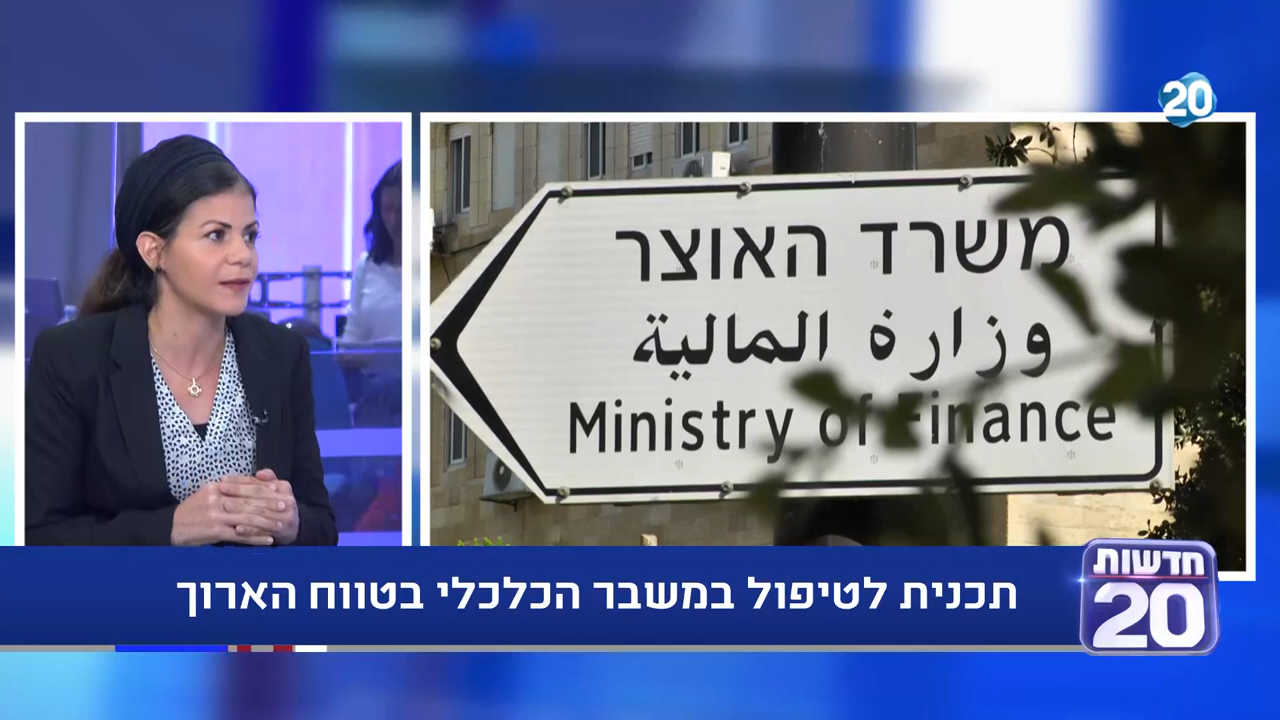 20
משרד האוצר
وزارة المالية
Ministry of Finance
תכנית לטיפול במשבר הכלכלי בטווח הארוך
חדשות
20